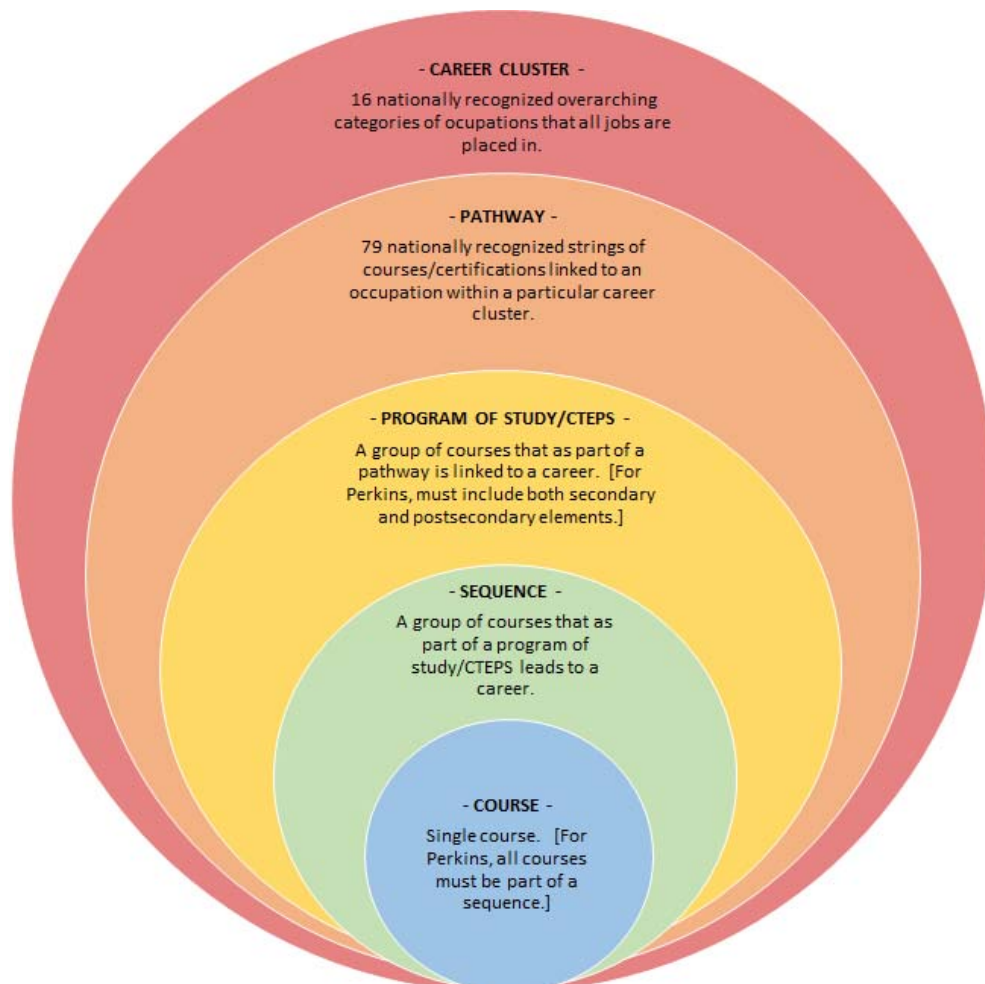 - CAREER CLUSTER -
16 nationally recognized overarching
categories of ocupations that all jobs are
placed in.
- PATHWAY -
79 nationally recognized strings of
courses/certifications linked to an
occupation within a particular career
cluster.
- PROGRAM OF STUDY/CTEPS -
A group of courses that as part of a
pathway is linked to a career. [For
Perkins, must include both secondary
and postsecondary elements.]
- SEQUENCE -
A group of courses that as
part of a program of
study/CTEPS leads to a
career.
- COURSE -
Single course. [For
Perkins, all courses
must be part of a
sequence.]